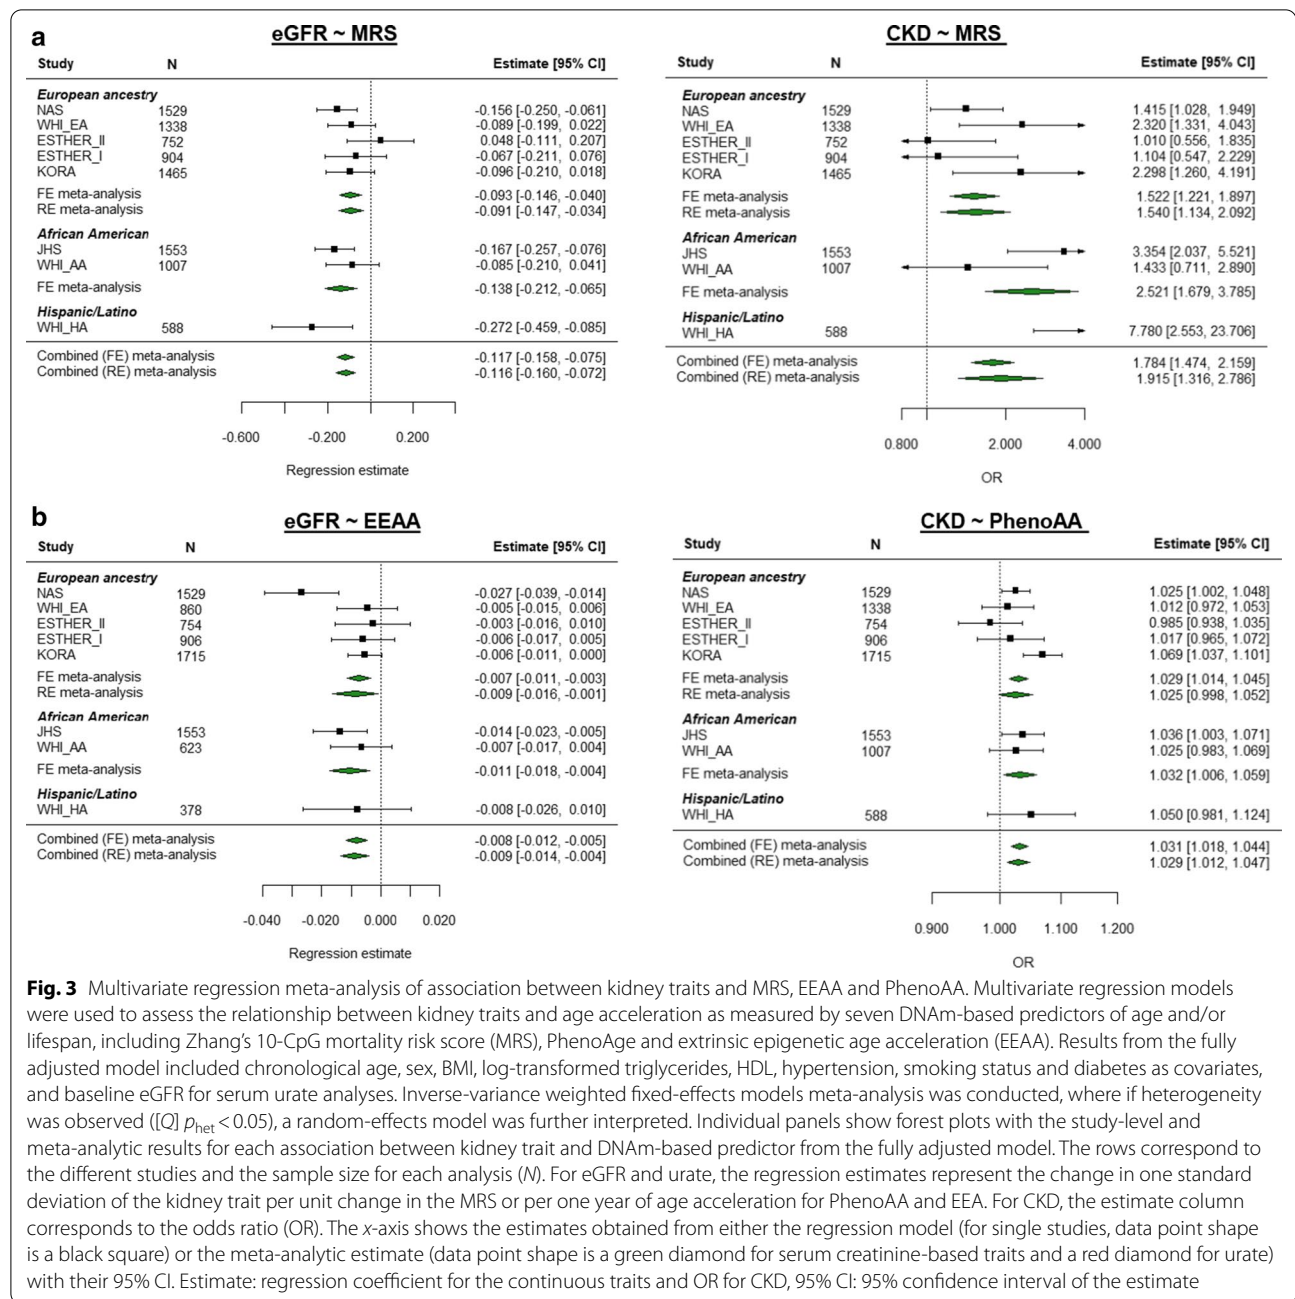 a
eGFR ~ MRS
Study N Estimate [95% CI]
European ancestry
NAS 1529 -0.156 [-0.250, -0.061]
WHI_EA 1338 -0.089 [-0.199, 0.022]
ESTHER_II 752 0.048 [-0.111, 0.207]
ESTHER_I 904 -0.067 [-0.211, 0.076]
KORA 1465 -0.096 [-0.210, 0.018]
FE meta-analysis -0.093 [-0.146, -0.040]
RE meta-analysis -0.091 [-0.147, -0.034]
African American
JHS 1553 -0.167 [-0.257, -0.076]
WHI_AA 1007 -0.085 [-0.210, 0.041]
FE meta-analysis -0.138 [-0.212, -0.065]
Hispanic/Latino
WHI_HA 588 -0.272 [-0.459, -0.085]
Combined (FE) meta-analysis -0.117 [-0.158, -0.075]
Combined (RE) meta-analysis -0.116 [-0.160, -0.072]
-0.600 -0.200 0.200
Regression estimate
CKD ~ MRS
Study N Estimate [95% CI]
European ancestry
NAS 1529 1.415 [1.028, 1.949]
WHI_EA 1338 2.320 [1.331, 4.043]
ESTHER_II 752 1.010 [0.556, 1.835]
ESTHER_I 904 1.104 [0.547, 2.229]
KORA 1465 2.298 [1.260, 4.191]
FE meta-analysis 1.522 [1.221, 1.897]
RE meta-analysis 1.540 [1.134, 2.092]
African American
JHS 1553 3.354 [2.037, 5.521]
WHI_AA 1007 1.433 [0.711, 2.890]
FE meta-analysis 2.521 [1.679, 3.785]
Hispanic/Latino
WHI_HA 588 7.780 [2.553, 23.706]
Combined (FE) meta-analysis 1.784 [1.474, 2.159]
Combined (RE) meta-analysis 1.915 [1.316, 2.786]
0.800 2.000 4.000
OR
b
eGFR ~ EEAA
Study N Estimate [95% CI]
European ancestry
NAS 1529 -0.027 [-0.039, -0.014]
WHI_EA 860 -0.005 [-0.015, 0.006]
ESTHER_II 754 -0.003 [-0.016, 0.010]
ESTHER_I 906 -0.006 [-0.017, 0.005]
KORA 1715 -0.006 [-0.011, 0.000]
FE meta-analysis -0.007 [-0.011, -0.003]
RE meta-analysis -0.009 [-0.016, -0.001]
African American
JHS 1553 -0.014 [-0.023, -0.005]
WHI_AA 623 -0.007 [-0.017, 0.004]
FE meta-analysis -0.011 [-0.018, -0.004]
Hispanic/Latino
WHI_HA 378 -0.008 [-0.026, 0.010]
Combined (FE) meta-analysis -0.008 [-0.012, -0.005]
Combined (RE) meta-analysis -0.009 [-0.014, -0.004]
-0.040 -0.020 0.000 0.020
Regression estimate
CKD ~ PhenoAA
Study N Estimate [95% CI]
European ancestry
NAS 1529 1.025 [1.002, 1.048]
WHI_EA 1338 1.012 [0.972, 1.053]
ESTHER_II 754 0.985 [0.938, 1.035]
ESTHER_I 906 1.017 [0.965, 1.072]
KORA 1715 1.069 [1.037, 1.101]
FE meta-analysis 1.029 [1.014, 1.045]
RE meta-analysis 1.025 [0.998, 1.052]
African American
JHS 1553 1.036 [1.003, 1.071]
WHI_AA 1007 1.025 [0.983, 1.069]
FE meta-analysis 1.032 [1.006, 1.059]
Hispanic/Latino
WHI_HA 588 1.050 [0.981, 1.124]
Combined (FE) meta-analysis 1.031 [1.018, 1.044]
Combined (RE) meta-analysis 1.029 [1.012, 1.047]
0.900 1.000 1.100 1.200
OR
Fig. 3 Multivariate regression meta-analysis of association between kidney traits and MRS, EEAA and PhenoAA. Multivariate regression models
were used to assess the relationship between kidney traits and age acceleration as measured by seven DNAm-based predictors of age and/or
lifespan, including Zhang's 10-CpG mortality risk score (MRS), PhenoAge and extrinsic epigenetic age acceleration (EEAA). Results from the fully
adjusted model included chronological age, sex, BMI, log-transformed triglycerides, HDL, hypertension, smoking status and diabetes as covariates,
and baseline eGFR for serum urate analyses. Inverse-variance weighted fixed-effects models meta-analysis was conducted, where if heterogeneity
was observed ([Q] phet < 0.05), a random-effects model was further interpreted. Individual panels show forest plots with the study-level and
meta-analytic results for each association between kidney trait and DNAm-based predictor from the fully adjusted model. The rows correspond to
the different studies and the sample size for each analysis (N). For eGFR and urate, the regression estimates represent the change in one standard
deviation of the kidney trait per unit change in the MRS or per one year of age acceleration for PhenoAA and EEA. For CKD, the estimate column
corresponds to the odds ratio (OR). The x-axis shows the estimates obtained from either the regression model (for single studies, data point shape
is a black square) or the meta-analytic estimate (data point shape is a green diamond for serum creatinine-based traits and a red diamond for urate)
with their 95% CI. Estimate: regression coefficient for the continuous traits and OR for CKD, 95% CI: 95% confidence interval of the estimate